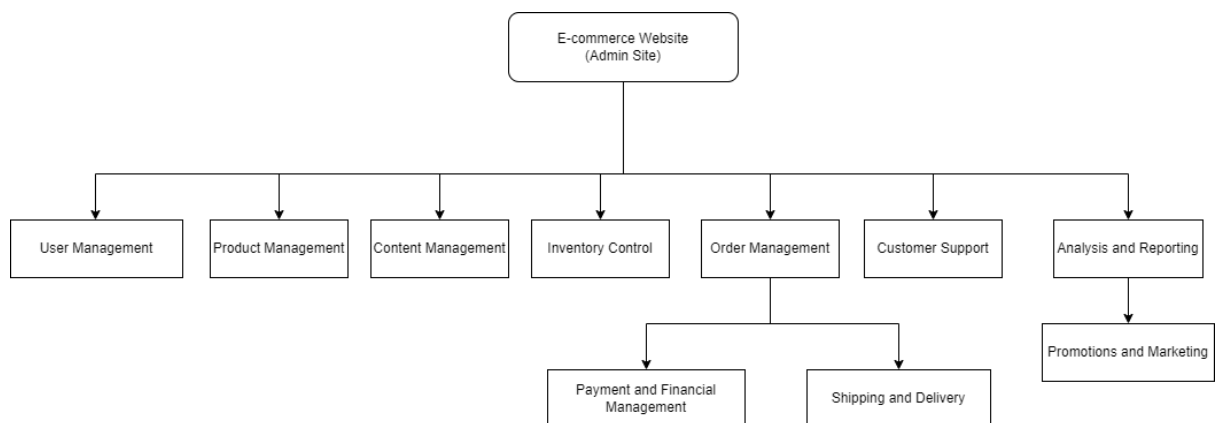 E-commerce Website
(Admin Site)
User Management
Product Management
Content Management
Inventory Control
Order Management
Customer Support
Analysis and Reporting
Promotions and Marketing
Payment and Financial
Management
Shipping and Delivery